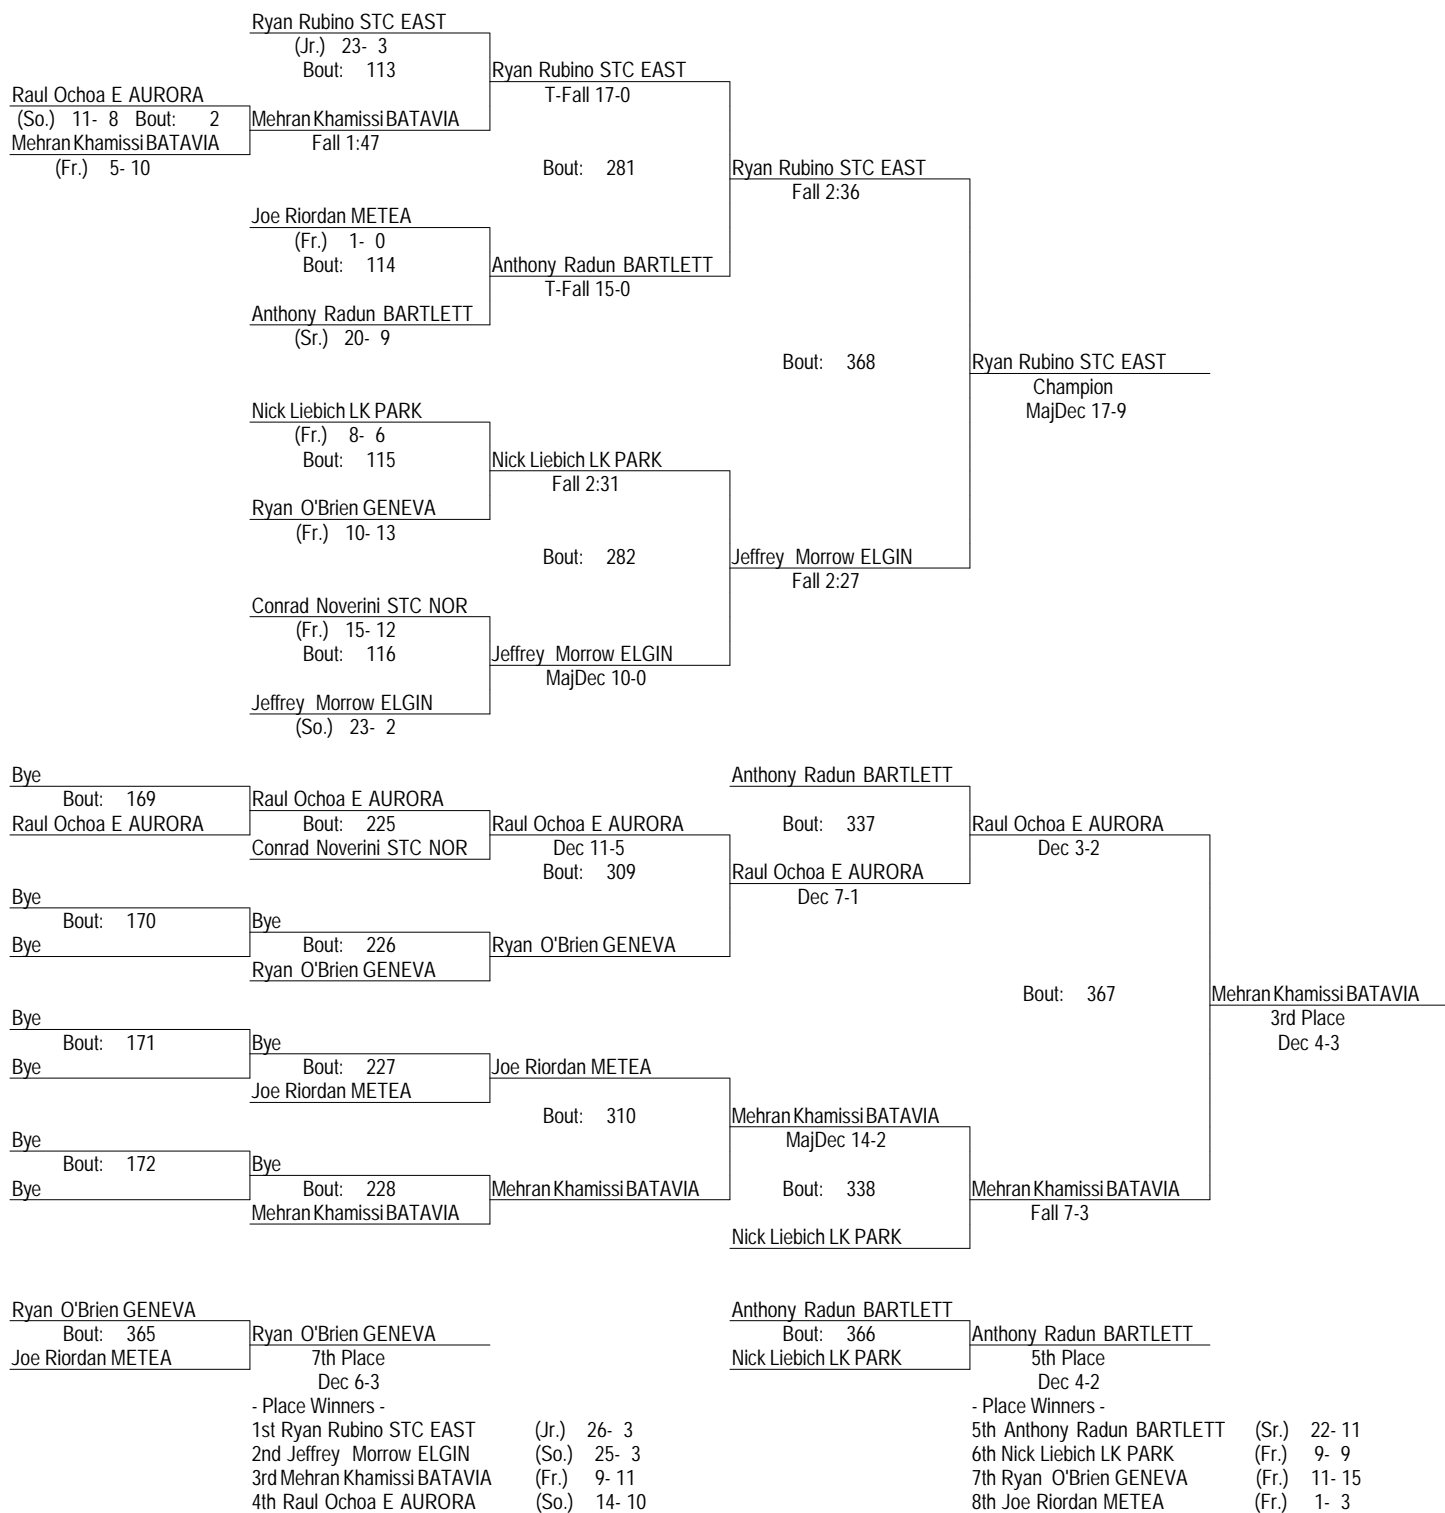 Ryan Rubino STC EAST
(Jr.) 23- 3
Bout: 113
Ryan Rubino STC EAST
T-Fall 17-0
Raul Ochoa E AURORA
(So.) 11- 8 Bout: 2
Mehran Khamissi BATAVIA
Mehran Khamissi BATAVIA
Fall 1:47
(Fr.) 5- 10
Bout: 281
Ryan Rubino STC EAST
Fall 2:36
Joe Riordan METEA
(Fr.) 1- 0
Bout: 114
Anthony Radun BARTLETT
T-Fall 15-0
Anthony Radun BARTLETT
(Sr.) 20- 9
Bout: 368
Ryan Rubino STC EAST
Champion
MajDec 17-9
Nick Liebich LK PARK
(Fr.) 8- 6
Bout: 115
Nick Liebich LK PARK
Fall 2:31
Ryan O'Brien GENEVA
(Fr.) 10- 13
Bout: 282
Jeffrey Morrow ELGIN
Fall 2:27
Conrad Noverini STC NOR
(Fr.) 15- 12
Bout: 116
Jeffrey Morrow ELGIN
MajDec 10-0
Jeffrey Morrow ELGIN
(So.) 23- 2
Bye
Bout: 169
Raul Ochoa E AURORA
Raul Ochoa E AURORA
Bout: 225
Conrad Noverini STC NOR
Raul Ochoa E AURORA
Dec 11-5
Bout: 309
Anthony Radun BARTLETT
Bout: 337
Raul Ochoa E AURORA
Dec 7-1
Raul Ochoa E AURORA
Dec 3-2
Bye
Bout: 170
Bye
Bye
Bout: 226
Ryan O'Brien GENEVA
Ryan O'Brien GENEVA
Bout: 367
Mehran Khamissi BATAVIA
3rd Place
Dec 4-3
Bye
Bout: 171
Bye
Bye
Bout: 227
Joe Riordan METEA
Joe Riordan METEA
Bout: 310
Mehran Khamissi BATAVIA
MajDec 14-2
Bye
Bout: 172
Bye
Bye
Bout: 228
Mehran Khamissi BATAVIA
Mehran Khamissi BATAVIA
Bout: 338
Nick Liebich LK PARK
Mehran Khamissi BATAVIA
Fall 7-3
Ryan O'Brien GENEVA
Bout: 365
Joe Riordan METEA
Ryan O'Brien GENEVA
7th Place
Dec 6-3
Anthony Radun BARTLETT
Bout: 366
Nick Liebich LK PARK
Anthony Radun BARTLETT
5th Place
Dec 4-2
- Place Winners -
1st Ryan Rubino STC EAST (Jr.) 26- 3
2nd Jeffrey Morrow ELGIN (So.) 25- 3
3rd Mehran Khamissi BATAVIA (Fr.) 9- 11
4th Raul Ochoa E AURORA (So.) 14- 10
- Place Winners -
5th Anthony Radun BARTLETT (Sr.) 22- 11
6th Nick Liebich LK PARK (Fr.) 9- 9
7th Ryan O'Brien GENEVA (Fr.) 11- 15
8th Joe Riordan METEA (Fr.) 1- 3